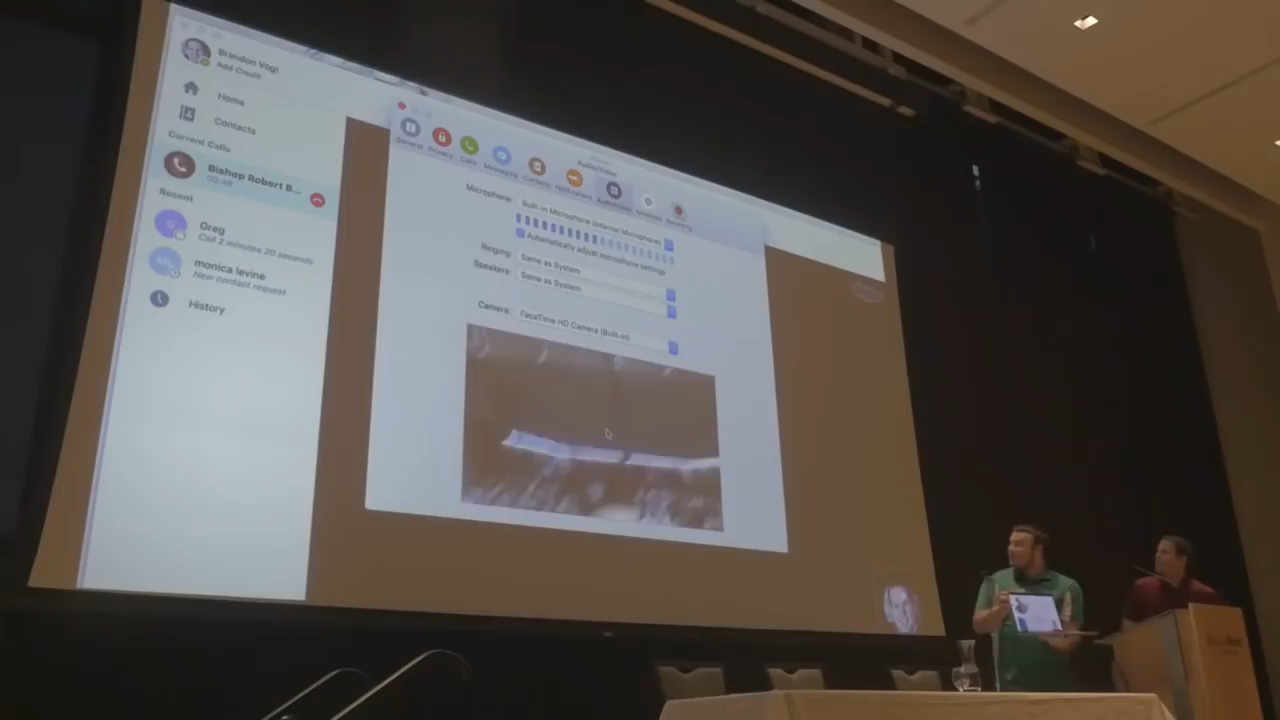 Brandon Vogt
Add Credit
Home
Contacts
Current Calls
Bishop Robert B...
Recent
G
Greg
Call 2 minutes 20 seconds
monica levine
New contact request
History
Audio/Video
General
Privacy
Calls
Messaging
Contacts
Notifications
Audio/Video
Advanced
Microphone: Built-in Microphone (Internal Microphone)
Automatically adjust microphone settings
Ringing: Same as System
Speakers: Same as System
Camera: FaceTime HD Camera (Built-in)